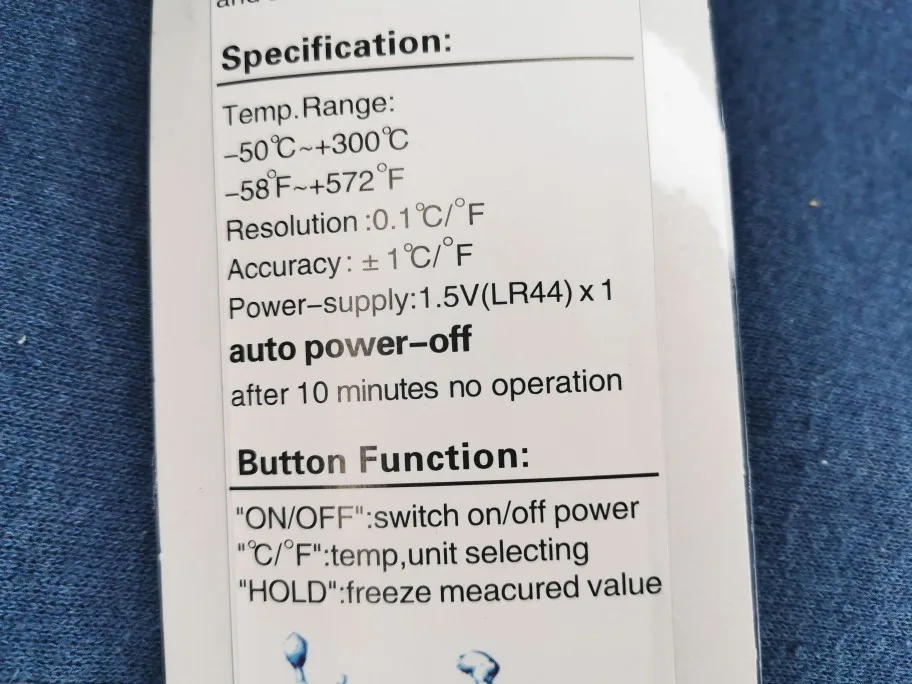 Specification:
Temp.Range:
–50℃~+300℃
–58°F~+572°F
Resolution :0.1℃/°F
Accuracy: ± 1℃/°F
Power–supply:1.5V(LR44) x 1
auto power–off
after 10 minutes no operation
Button Function:
"ON/OFF":switch on/off power
"℃/°F":temp,unit selecting
"HOLD":freeze meacured value